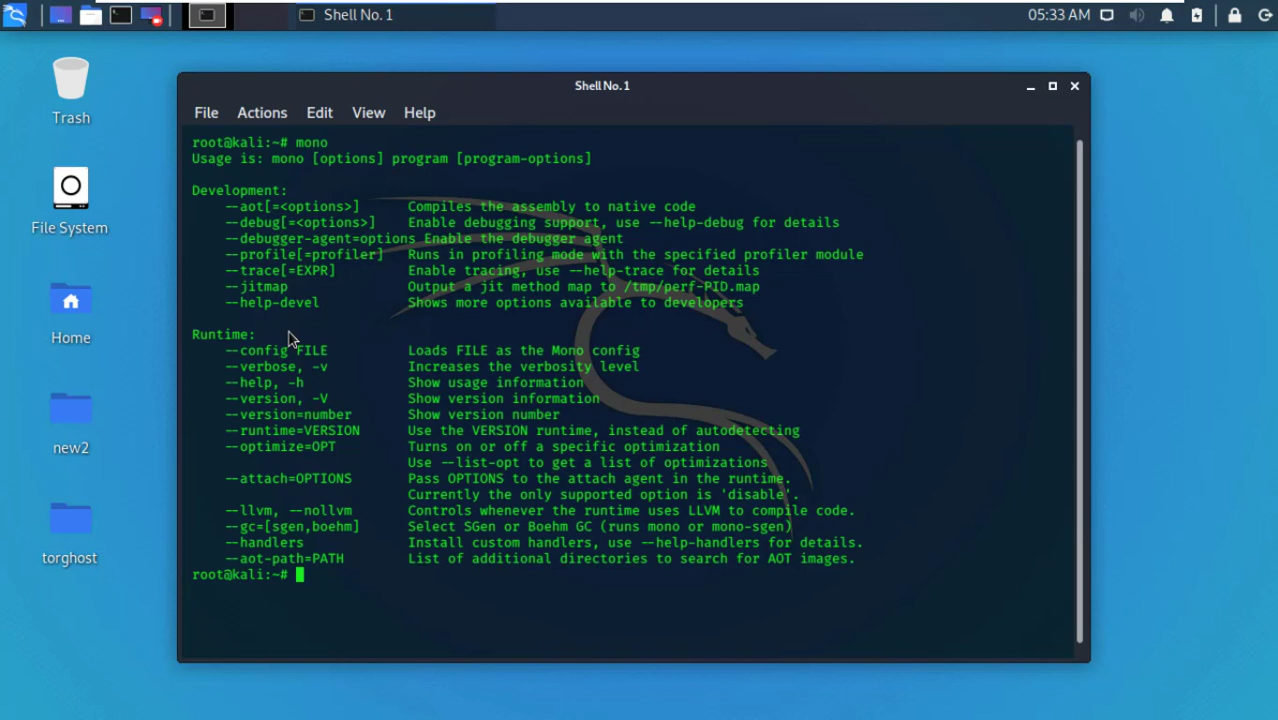 Shell No. 1
05:33 AM
Trash
File System
Home
new2
torghost
Shell No. 1
File Actions Edit View Help
root@kali:~# mono
Usage is: mono [options] program [program-options]
Development:
--aot[=<options>] Compiles the assembly to native code
--debug[=<options>] Enable debugging support, use --help-debug for details
--debugger-agent=options Enable the debugger agent
--profile[=profiler] Runs in profiling mode with the specified profiler module
--trace[=EXPR] Enable tracing, use --help-trace for details
--jitmap Output a jit method map to /tmp/perf-PID.map
--help-devel Shows more options available to developers
Runtime:
--config FILE Loads FILE as the Mono config
--verbose, -v Increases the verbosity level
--help, -h Show usage information
--version, -V Show version information
--version=number Show version number
--runtime=VERSION Use the VERSION runtime, instead of autodetecting
--optimize=OPT Turns on or off a specific optimization
Use --list-opt to get a list of optimizations
--attach=OPTIONS Pass OPTIONS to the attach agent in the runtime.
Currently the only supported option is 'disable'.
--llvm, --nollvm Controls whenever the runtime uses LLVM to compile code.
--gc=[sgen,boehm] Select SGen or Boehm GC (runs mono or mono-sgen)
--handlers Install custom handlers, use --help-handlers for details.
--aot-path=PATH List of additional directories to search for AOT images.
root@kali:~#